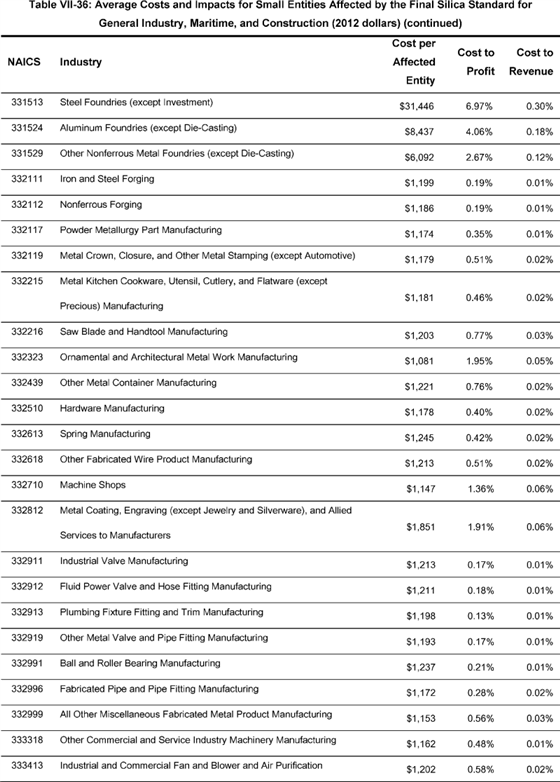 Table VII-36: Average Costs and Impacts for Small Entities Affected by the Final Silica Standard for
General Industry, Maritime, and Construction (2012 dollars) (continued)
NAICS Industry Cost per Affected Entity Cost to Profit Cost to Revenue
331513 Steel Foundries (except Investment) $31,446 6.97% 0.30%
331524 Aluminum Foundries (except Die-Casting) $8,437 4.06% 0.18%
331529 Other Nonferrous Metal Foundries (except Die-Casting) $6,092 2.67% 0.12%
332111 Iron and Steel Forging $1,199 0.19% 0.01%
332112 Nonferrous Forging $1,186 0.19% 0.01%
332117 Powder Metallurgy Part Manufacturing $1,174 0.35% 0.01%
332119 Metal Crown, Closure, and Other Metal Stamping (except Automotive) $1,179 0.51% 0.02%
332215 Metal Kitchen Cookware, Utensil, Cutlery, and Flatware (except
Precious) Manufacturing $1,181 0.46% 0.02%
332216 Saw Blade and Handtool Manufacturing $1,203 0.77% 0.03%
332323 Ornamental and Architectural Metal Work Manufacturing $1,081 1.95% 0.05%
332439 Other Metal Container Manufacturing $1,221 0.76% 0.02%
332510 Hardware Manufacturing $1,178 0.40% 0.02%
332613 Spring Manufacturing $1,245 0.42% 0.02%
332618 Other Fabricated Wire Product Manufacturing $1,213 0.51% 0.02%
332710 Machine Shops $1,147 1.36% 0.06%
332812 Metal Coating, Engraving (except Jewelry and Silverware), and Allied
Services to Manufacturers $1,851 1.91% 0.06%
332911 Industrial Valve Manufacturing $1,213 0.17% 0.01%
332912 Fluid Power Valve and Hose Fitting Manufacturing $1,211 0.18% 0.01%
332913 Plumbing Fixture Fitting and Trim Manufacturing $1,198 0.13% 0.01%
332919 Other Metal Valve and Pipe Fitting Manufacturing $1,193 0.17% 0.01%
332991 Ball and Roller Bearing Manufacturing $1,237 0.21% 0.01%
332996 Fabricated Pipe and Pipe Fitting Manufacturing $1,172 0.28% 0.02%
332999 All Other Miscellaneous Fabricated Metal Product Manufacturing $1,153 0.56% 0.03%
333318 Other Commercial and Service Industry Machinery Manufacturing $1,162 0.48% 0.01%
333413 Industrial and Commercial Fan and Blower and Air Purification $1,202 0.58% 0.02%